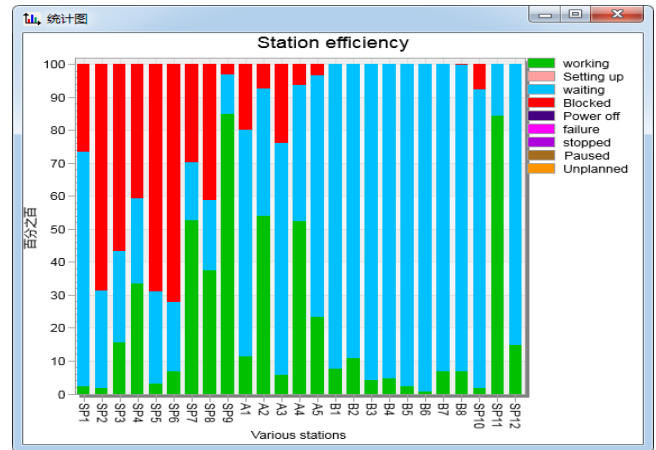 统计图
Station efficiency
100
90
80
70
60
50
40
30
20
10
0
百分之百
SP1
SP2
SP3
SP4
SP5
SP6
SP7
SP8
SP9
A1
A2
A3
A4
A5
B1
B2
B3
B4
B5
B6
B7
B8
SP10
SP11
SP12
Various stations
working
Setting up
waiting
Blocked
Power off
failure
stopped
Paused
Unplanned